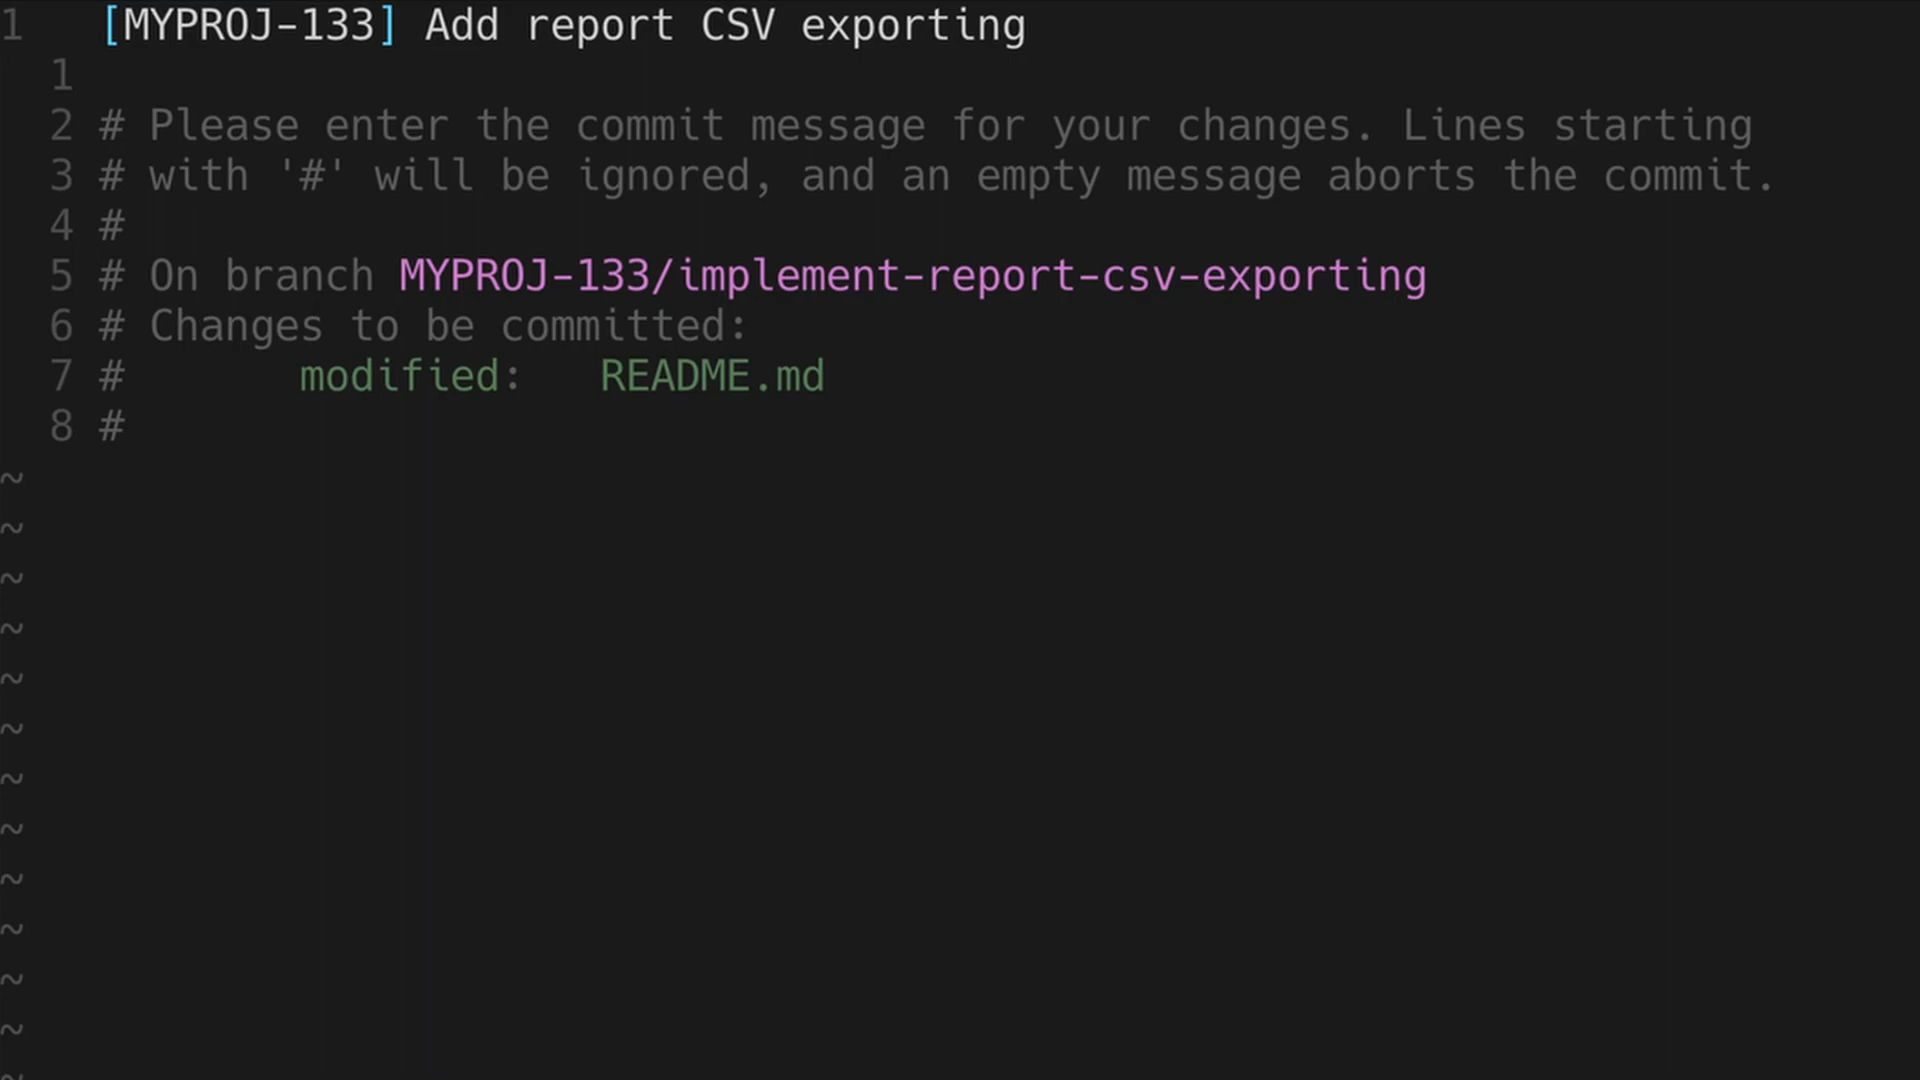 1   [MYPROJ-133] Add report CSV exporting
  1
  2 # Please enter the commit message for your changes. Lines starting
  3 # with '#' will be ignored, and an empty message aborts the commit.
  4 #
  5 # On branch MYPROJ-133/implement-report-csv-exporting
  6 # Changes to be committed:
  7 #       modified:   README.md
  8 #
~
~
~
~
~
~
~
~
~
~
~
~
~